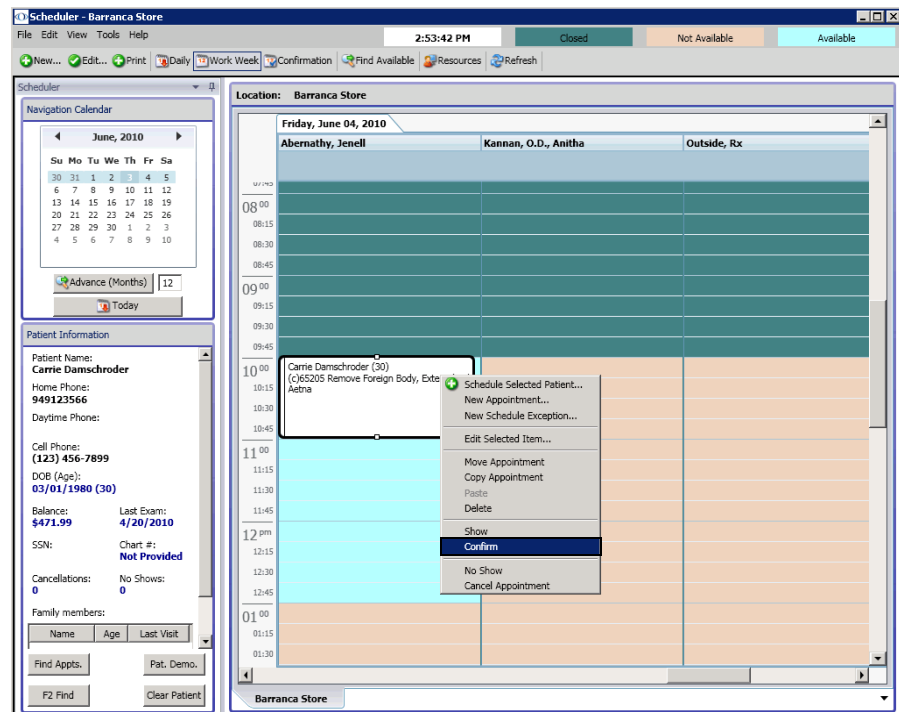 Scheduler - Barranca Store
File Edit View Tools Help
2:53:42 PM Closed Not Available Available
New... Edit... Print Daily Work Week Confirmation Find Available Resources Refresh
Scheduler
Navigation Calendar
June, 2010
Su Mo Tu We Th Fr Sa
30 31 1 2 3 4 5
6 7 8 9 10 11 12
13 14 15 16 17 18 19
20 21 22 23 24 25 26
27 28 29 30 1 2 3
4 5 6 7 8 9 10
Advance (Months) 12
Today
Patient Information
Patient Name:
Carrie Damschroder
Home Phone:
949123566
Daytime Phone:
Cell Phone:
(123) 456-7899
DOB (Age):
03/01/1980 (30)
Balance: Last Exam:
$471.99 4/20/2010
SSN: Chart #:
Not Provided
Cancellations: No Shows:
0 0
Family members:
Name Age Last Visit
Find Appts. Pat. Demo.
F2 Find Clear Patient
Location: Barranca Store
Friday, June 04, 2010
Abernathy, Jenell Kannan, O.D., Anitha Outside, Rx
07:45
08 00
08:15
08:30
08:45
09 00
09:15
09:30
09:45
10 00
10:15
10:30
10:45
11 00
11:15
11:30
11:45
12 pm
12:15
12:30
12:45
01 00
01:15
01:30
Carrie Damschroder (30)
(c)65205 Remove Foreign Body,
Aetna
Schedule Selected Patient...
New Appointment...
New Schedule Exception...
Edit Selected Item...
Move Appointment
Copy Appointment
Paste
Delete
Show
Confirm
No Show
Cancel Appointment
Barranca Store